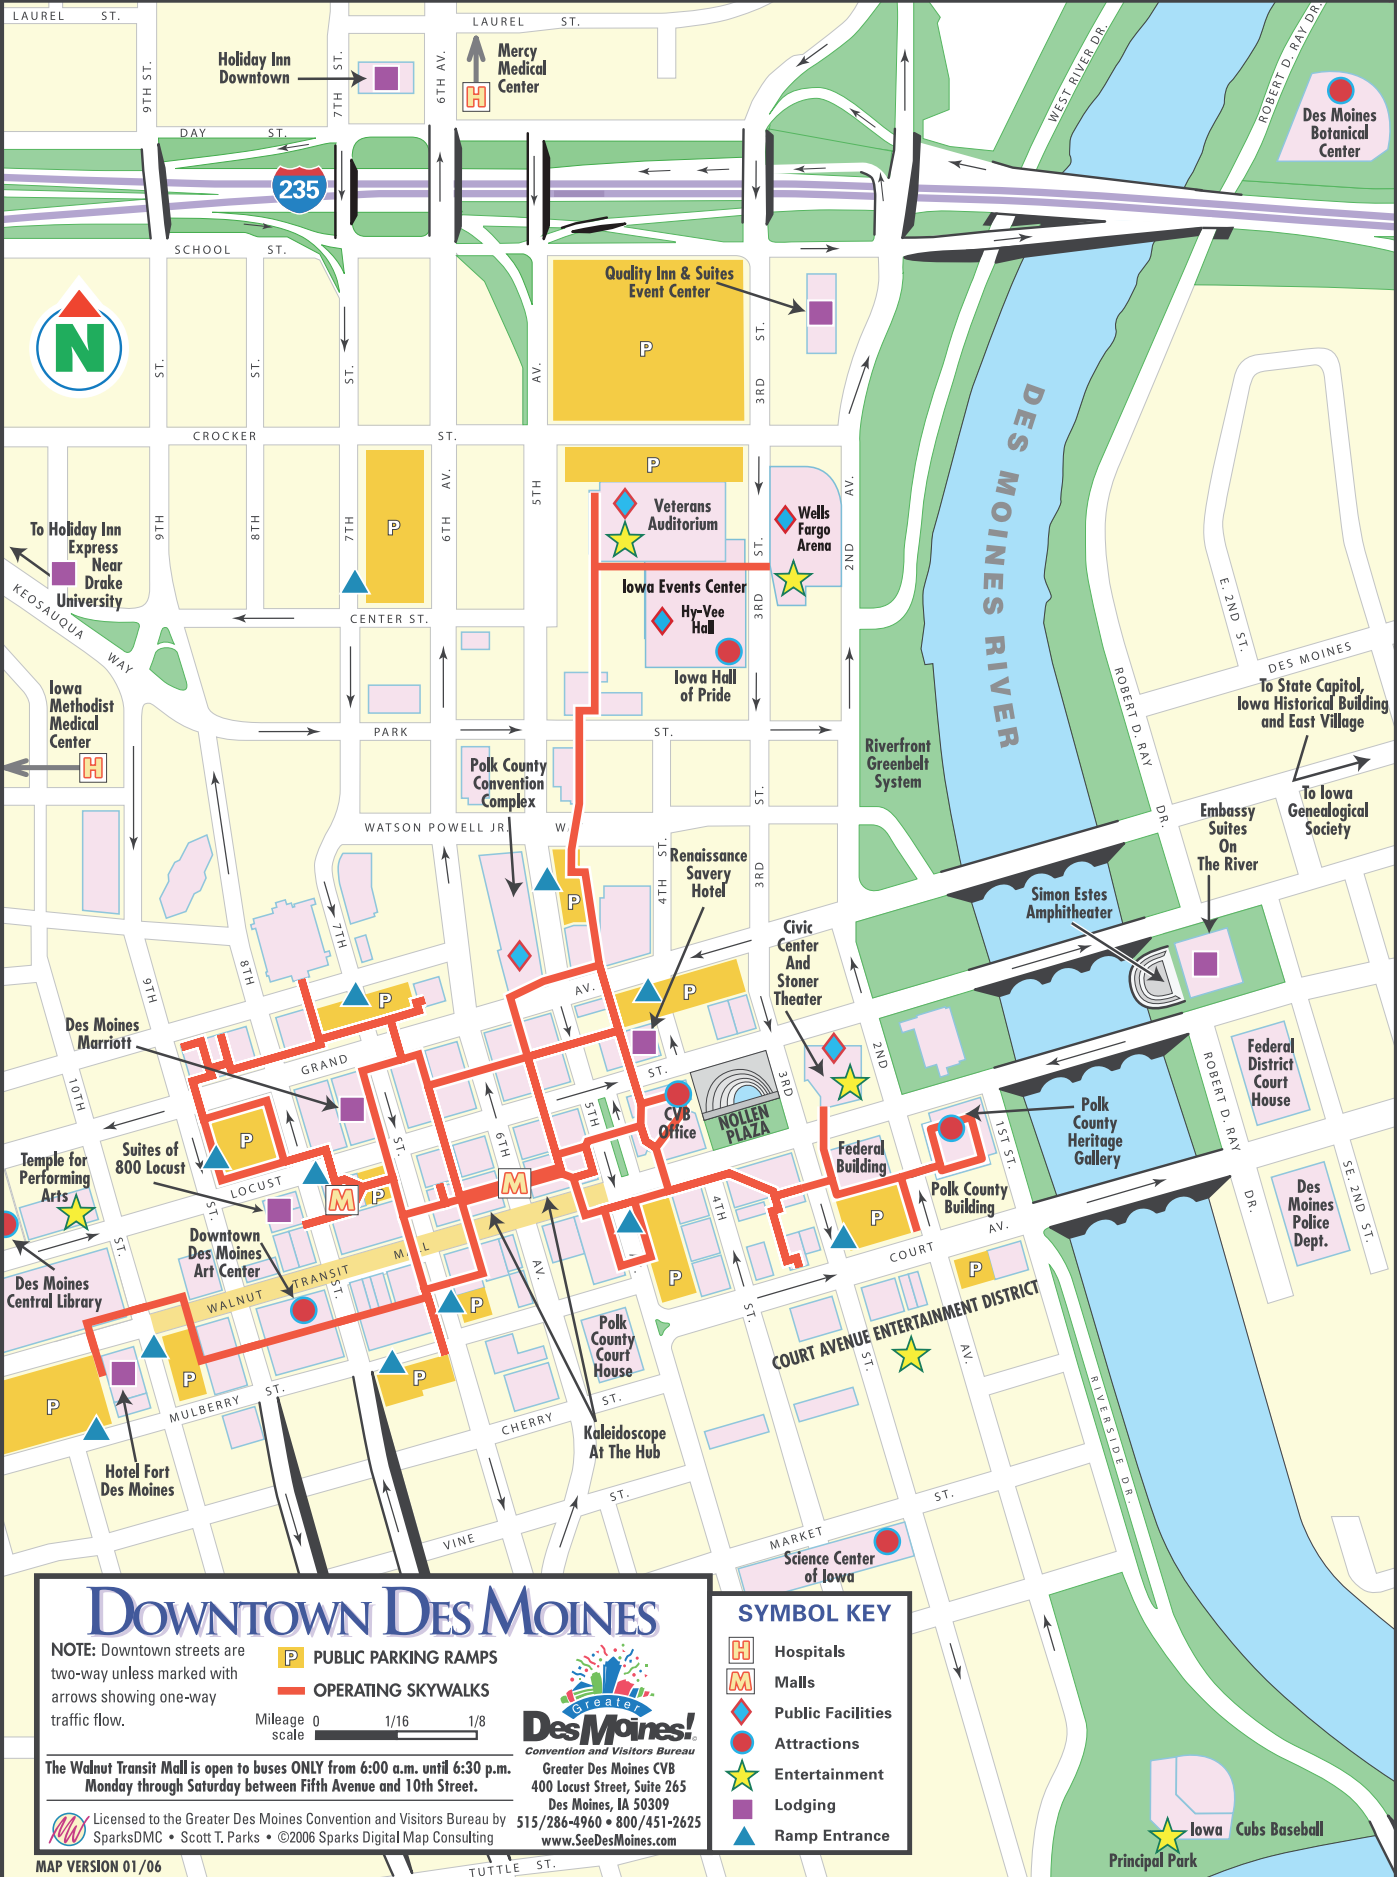 LAUREL ST.
LAUREL ST.
Holiday Inn
Downtown
Mercy
Medical
Center
H
9TH ST.
7TH ST.
6TH AV.
WEST RIVER DR.
ROBERT D. RAY DR.
Des Moines
Botanical
Center
DAY ST.
235
SCHOOL ST.
N
Quality Inn & Suites
Event Center
P
ST.
ST.
ST.
AV.
3RD ST.
CROCKER ST.
DES MOINES RIVER
P
P
9TH
8TH
7TH
6TH AV.
5TH
Veterans
Auditorium
Wells
Fargo
Arena
3RD ST.
2ND AV.
To Holiday Inn
Express
Near
Drake
University
KEOSAUQUA WAY
Iowa Events Center
Hy-Vee
Hall
Iowa Hall
of Pride
CENTER ST.
E. 2ND ST.
DES MOINES
Iowa
Methodist
Medical
Center
H
PARK ST.
Riverfront
Greenbelt
System
ROBERT D. RAY DR.
To State Capitol,
Iowa Historical Building
and East Village
To Iowa
Genealogical
Society
Polk County
Convention
Complex
WATSON POWELL JR. W
Embassy
Suites
On
The River
4TH ST.
3RD ST.
Renaissance
Savery
Hotel
P
Simon Estes
Amphitheater
Civic
Center
And
Stoner
Theater
7TH
8TH
9TH
AV.
P
P
Des Moines
Marriott
GRAND
10TH
2ND
3RD
ST.
NOLLEN
PLAZA
CVB
Office
Federal
District
Court
House
ROBERT D. RAY DR.
Polk
County
Heritage
Gallery
1ST ST.
P
5TH
6TH
ST.
Suites of
800 Locust
LOCUST
Temple for
Performing
Arts
M
P
M
Federal
Building
Polk County
Building
Des
Moines
Police
Dept.
SE. 2ND ST.
4TH
P
AV.
COURT
Downtown
Des Moines
Art Center
ST.
ST.
Des Moines
Central Library
WALNUT TRANSIT MALL
ST.
AV.
P
P
P
ST.
COURT AVENUE ENTERTAINMENT DISTRICT
Polk
County
Court
House
ST.
AV.
P
P
P
MULBERRY ST.
CHERRY ST.
Kaleidoscope
At The Hub
RIVERSIDE DR.
Hotel Fort
Des Moines
VINE ST.
MARKET ST.
Science Center
of Iowa
DOWNTOWN DES MOINES
NOTE: Downtown streets are
two-way unless marked with
arrows showing one-way
traffic flow.
P PUBLIC PARKING RAMPS
OPERATING SKYWALKS
Mileage
scale
0 1/16 1/8
Greater
Des Moines!
Convention and Visitors Bureau
The Walnut Transit Mall is open to buses ONLY from 6:00 a.m. until 6:30 p.m.
Monday through Saturday between Fifth Avenue and 10th Street.
Licensed to the Greater Des Moines Convention and Visitors Bureau by
SparksDMC • Scott T. Parks • ©2006 Sparks Digital Map Consulting
Greater Des Moines CVB
400 Locust Street, Suite 265
Des Moines, IA 50309
515/286-4960 • 800/451-2625
www.SeeDesMoines.com
SYMBOL KEY
H Hospitals
M Malls
Public Facilities
Attractions
Entertainment
Lodging
Ramp Entrance
Iowa Cubs Baseball
Principal Park
MAP VERSION 01/06
TUTTLE ST.